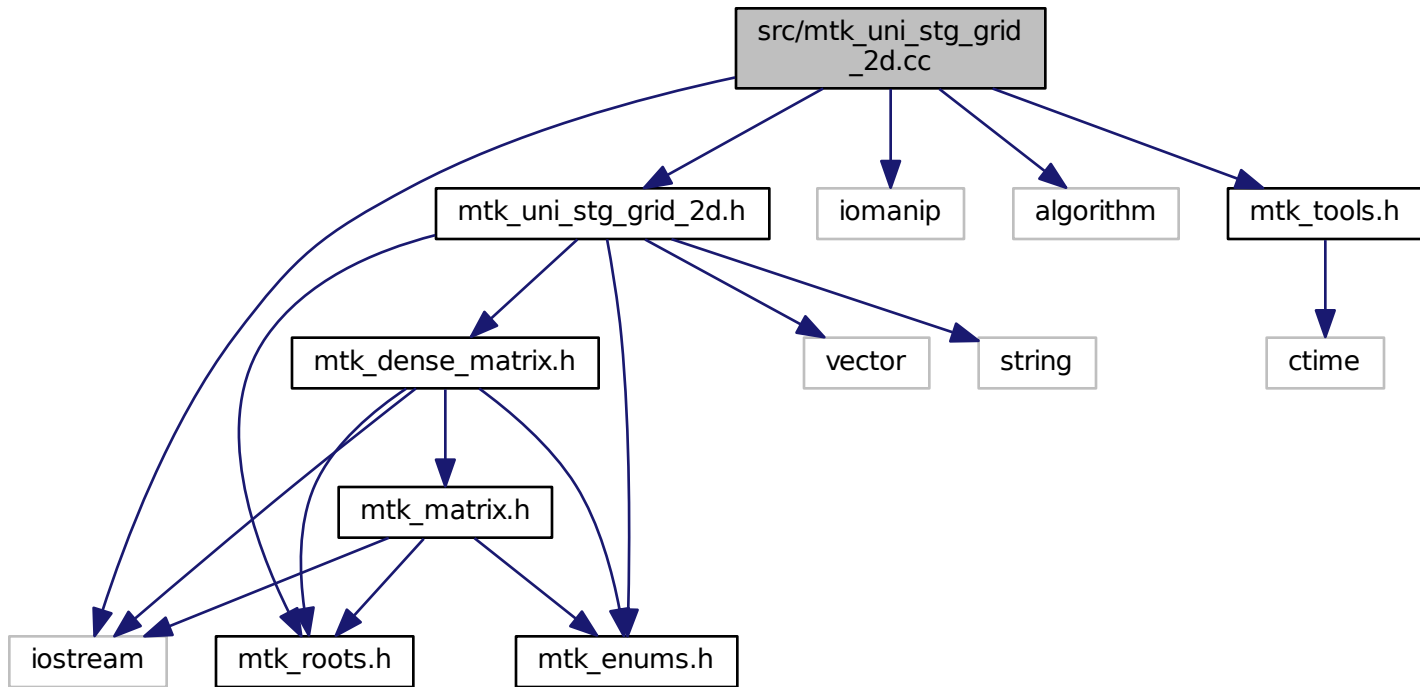 src/mtk_uni_stg_grid
_2d.cc
mtk_uni_stg_grid_2d.h
iomanip
algorithm
mtk_tools.h
mtk_dense_matrix.h
vector
string
ctime
mtk_matrix.h
iostream
mtk_roots.h
mtk_enums.h